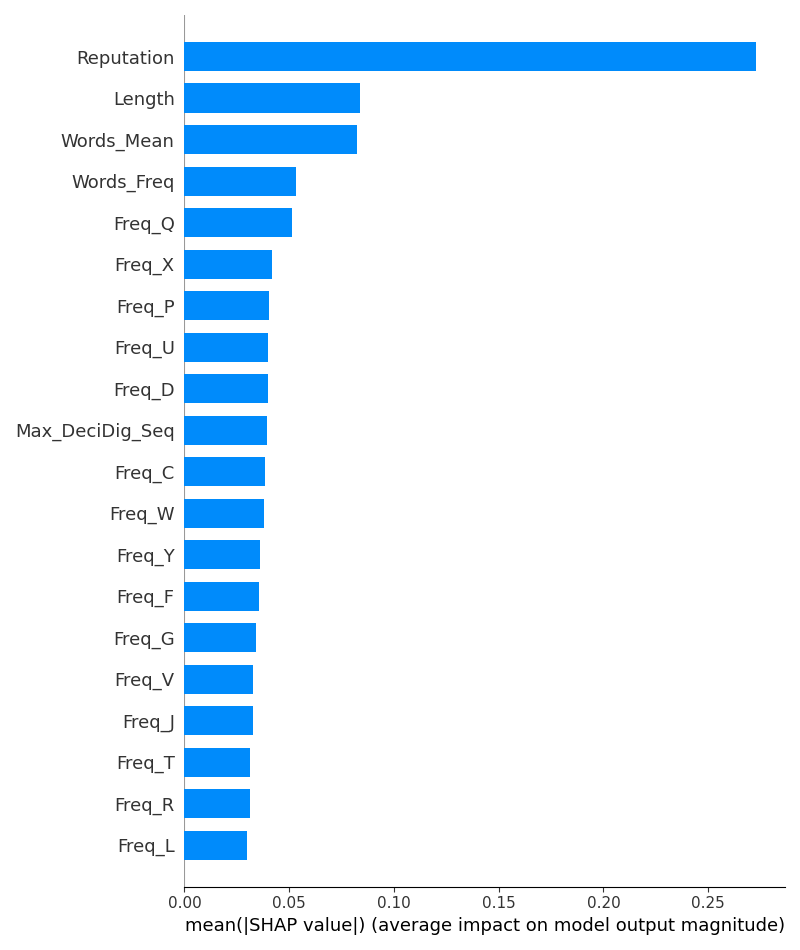 Reputation
Length
Words_Mean
Words_Freq
Freq_Q
Freq_X
Freq_P
Freq_U
Freq_D
Max_DeciDig_Seq
Freq_C
Freq_W
Freq_Y
Freq_F
Freq_G
Freq_V
Freq_J
Freq_T
Freq_R
Freq_L
0.00 0.05 0.10 0.15 0.20 0.25
mean(|SHAP value|) (average impact on model output magnitude)